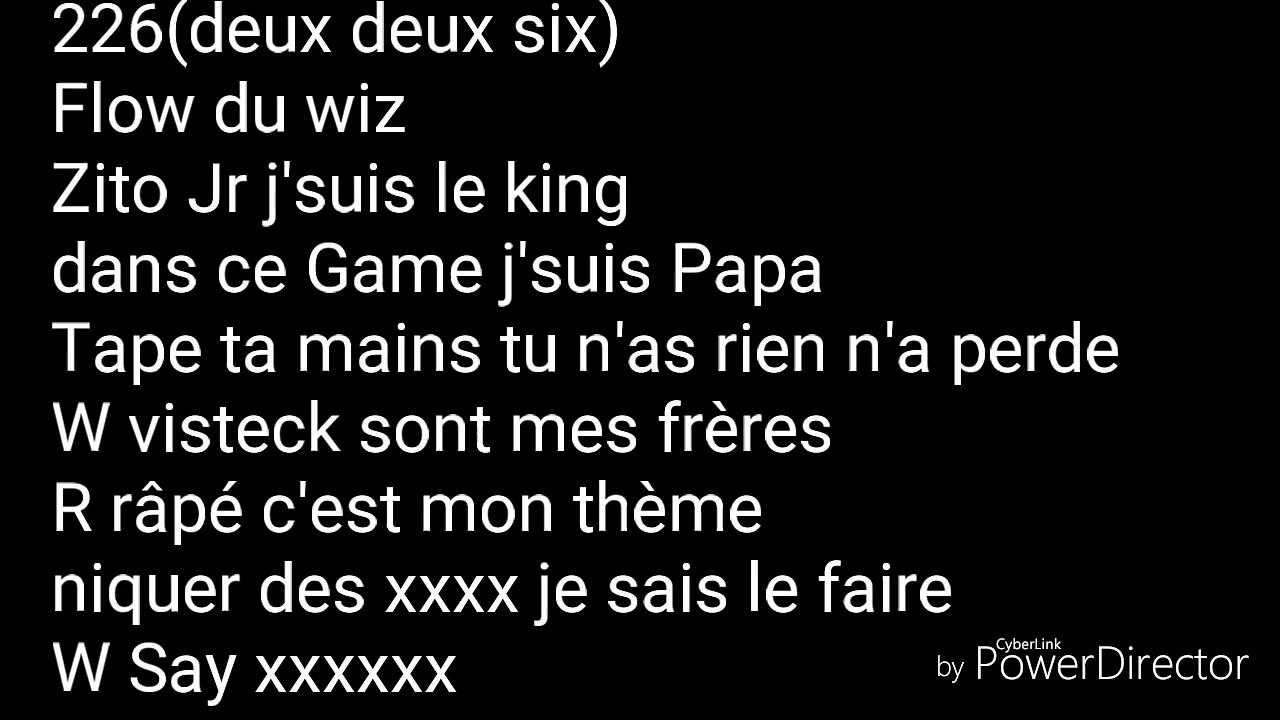 226(deux deux six)
Flow du wiz
Zito Jr j'suis le king
dans ce Game j'suis Papa
Tape ta mains tu n'as rien n'a perde
W visteck sont mes frères
R râpé c'est mon thème
niquer des xxxx je sais le faire
W Say xxxxxx
by CyberLink PowerDirector